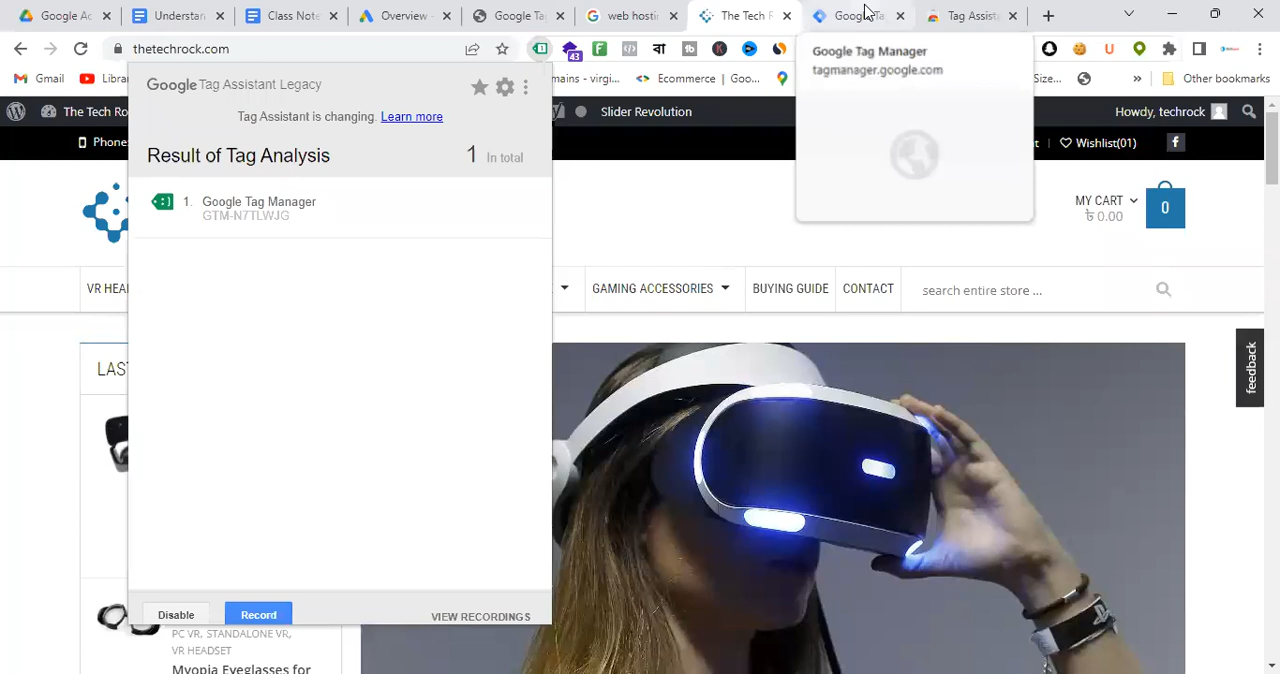 Google Ac
Understan
Class Note
Overview -
Google Ta
web hosti
The Tech R
Google Ta
Tag Assist
thetechrock.com
43
Google Tag Manager
tagmanager.google.com
Gmail
Librar
mains - virgi...
Ecommerce | Goo...
Size...
»
Other bookmarks
Google Tag Assistant Legacy
Tag Assistant is changing. Learn more
Result of Tag Analysis
1 In total
1. Google Tag Manager
GTM-N7TLWJG
Disable
Record
VIEW RECORDINGS
The Tech Ro
Slider Revolution
Howdy, techrock
Phone:
Wishlist(01)
MY CART
৳ 0.00
0
VR HEA
GAMING ACCESSORIES
BUYING GUIDE
CONTACT
search entire store ...
LAST
feedback
PC VR, STANDALONE VR,
VR HEADSET
Myopia Eyeglasses for